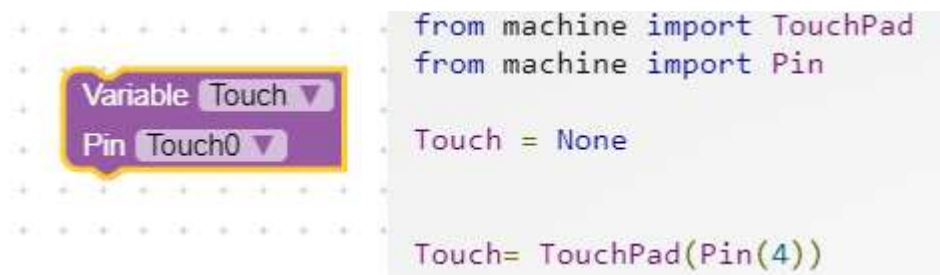 Variable Touch
Pin Touch0
from machine import TouchPad
from machine import Pin
Touch = None
Touch= TouchPad(Pin(4))